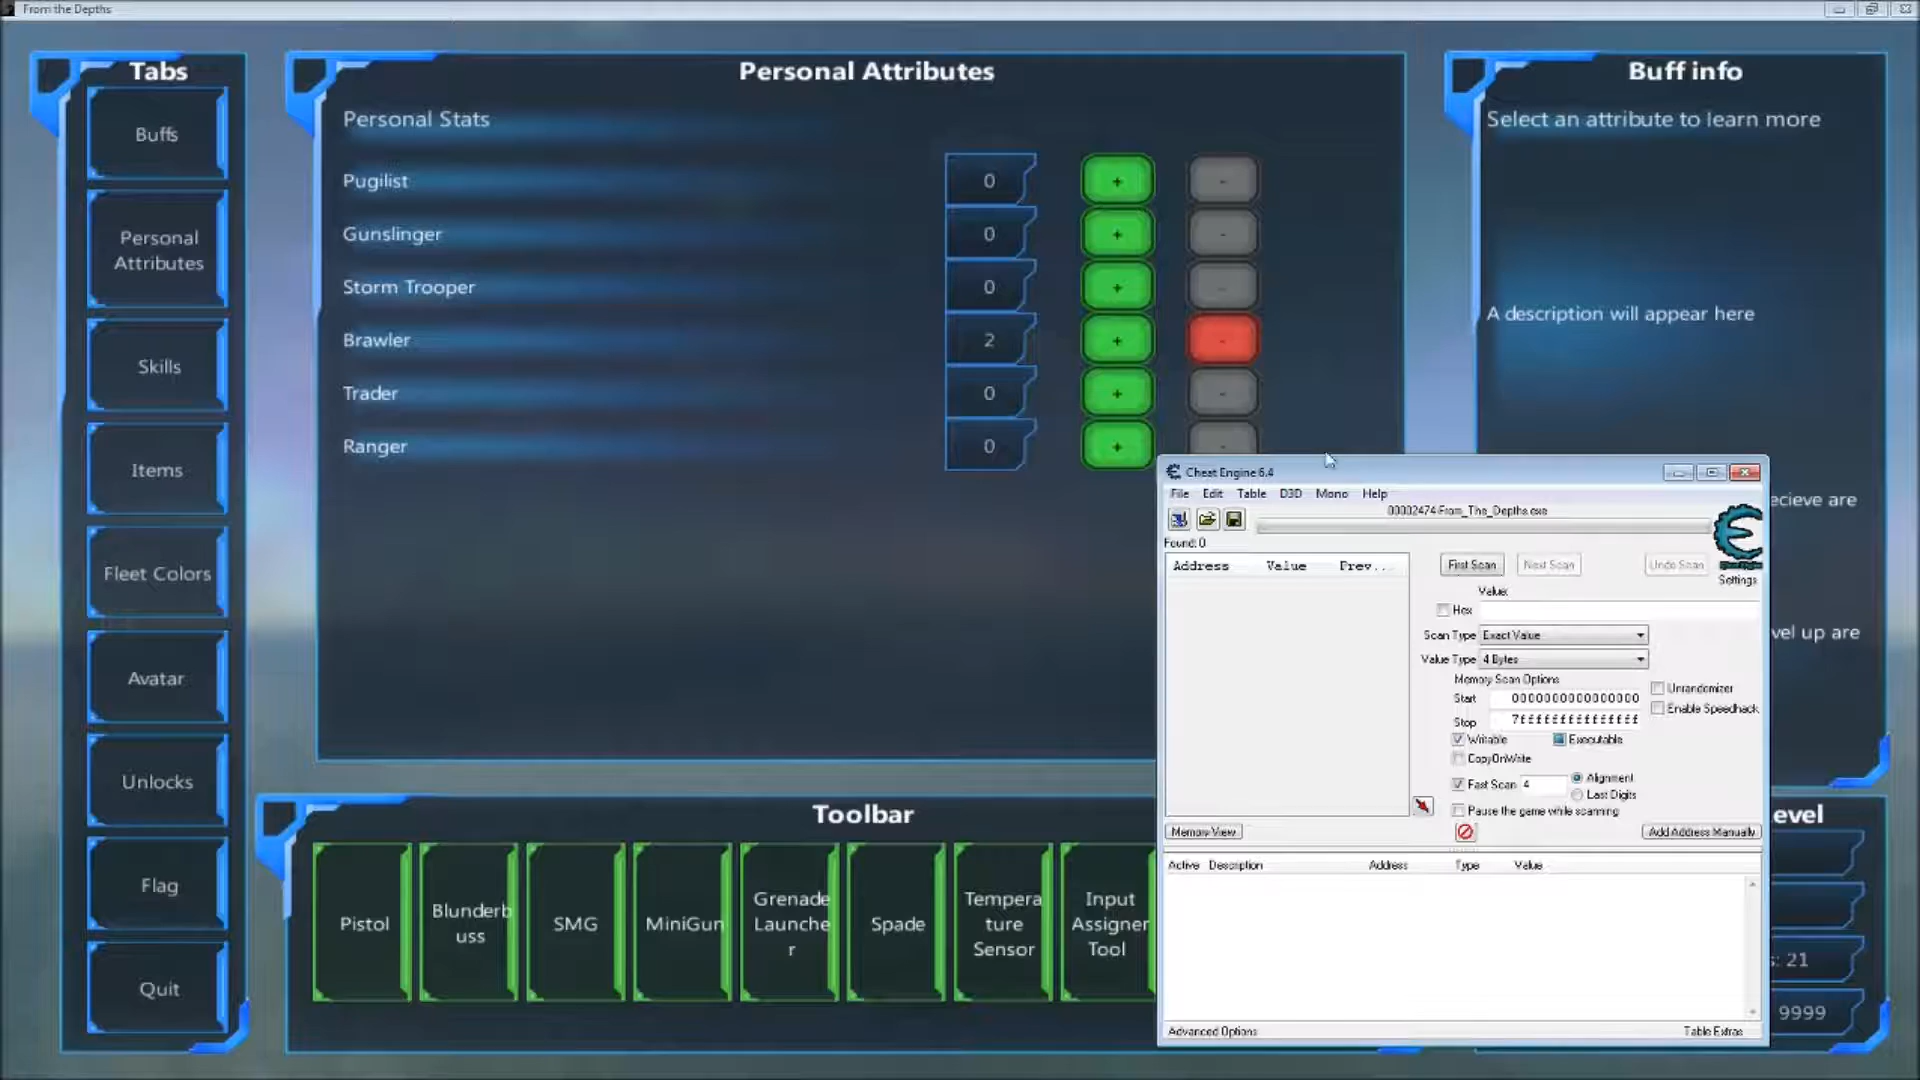 From the Depths
Tabs
Buffs
Personal
Attributes
Skills
Items
Fleet Colors
Avatar
Unlocks
Flag
Quit
Personal Attributes
Personal Stats
Pugilist 0 + -
Gunslinger 0 + -
Storm Trooper 0 + -
Brawler 2 + -
Trader 0 + -
Ranger 0 + -
Buff info
Select an attribute to learn more
A description will appear here
ecieve are
vel up are
Toolbar
Pistol
Blunderb
uss
SMG
MiniGun
Grenade
Launche
r
Spade
Tempera
ture
Sensor
Input
Assigner
Tool
evel
s: 21
9999
Cheat Engine 6.4
File Edit Table D3D Mono Help
00002474-From_The_Depths.exe
Found: 0
Address Value Prev...
First Scan Next Scan Undo Scan
Settings
Value:
Hex
Scan Type Exact Value
Value Type 4 Bytes
Memory Scan Options
Start 0000000000000000
Stop 7fffffffffffffff
Unrandomizer
Enable Speedhack
Writable Executable
CopyOnWrite
Fast Scan 4 Alignment
Last Digits
Pause the game while scanning
Memory View Add Address Manually
Active Description Address Type Value
Advanced Options Table Extras